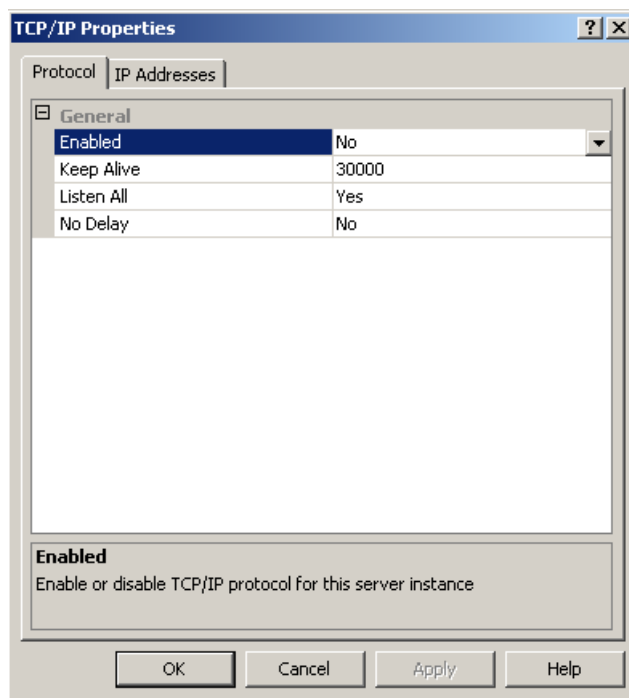 TCP/IP Properties
Protocol IP Addresses
General
Enabled No
Keep Alive 30000
Listen All Yes
No Delay No
Enabled
Enable or disable TCP/IP protocol for this server instance
OK Cancel Apply Help